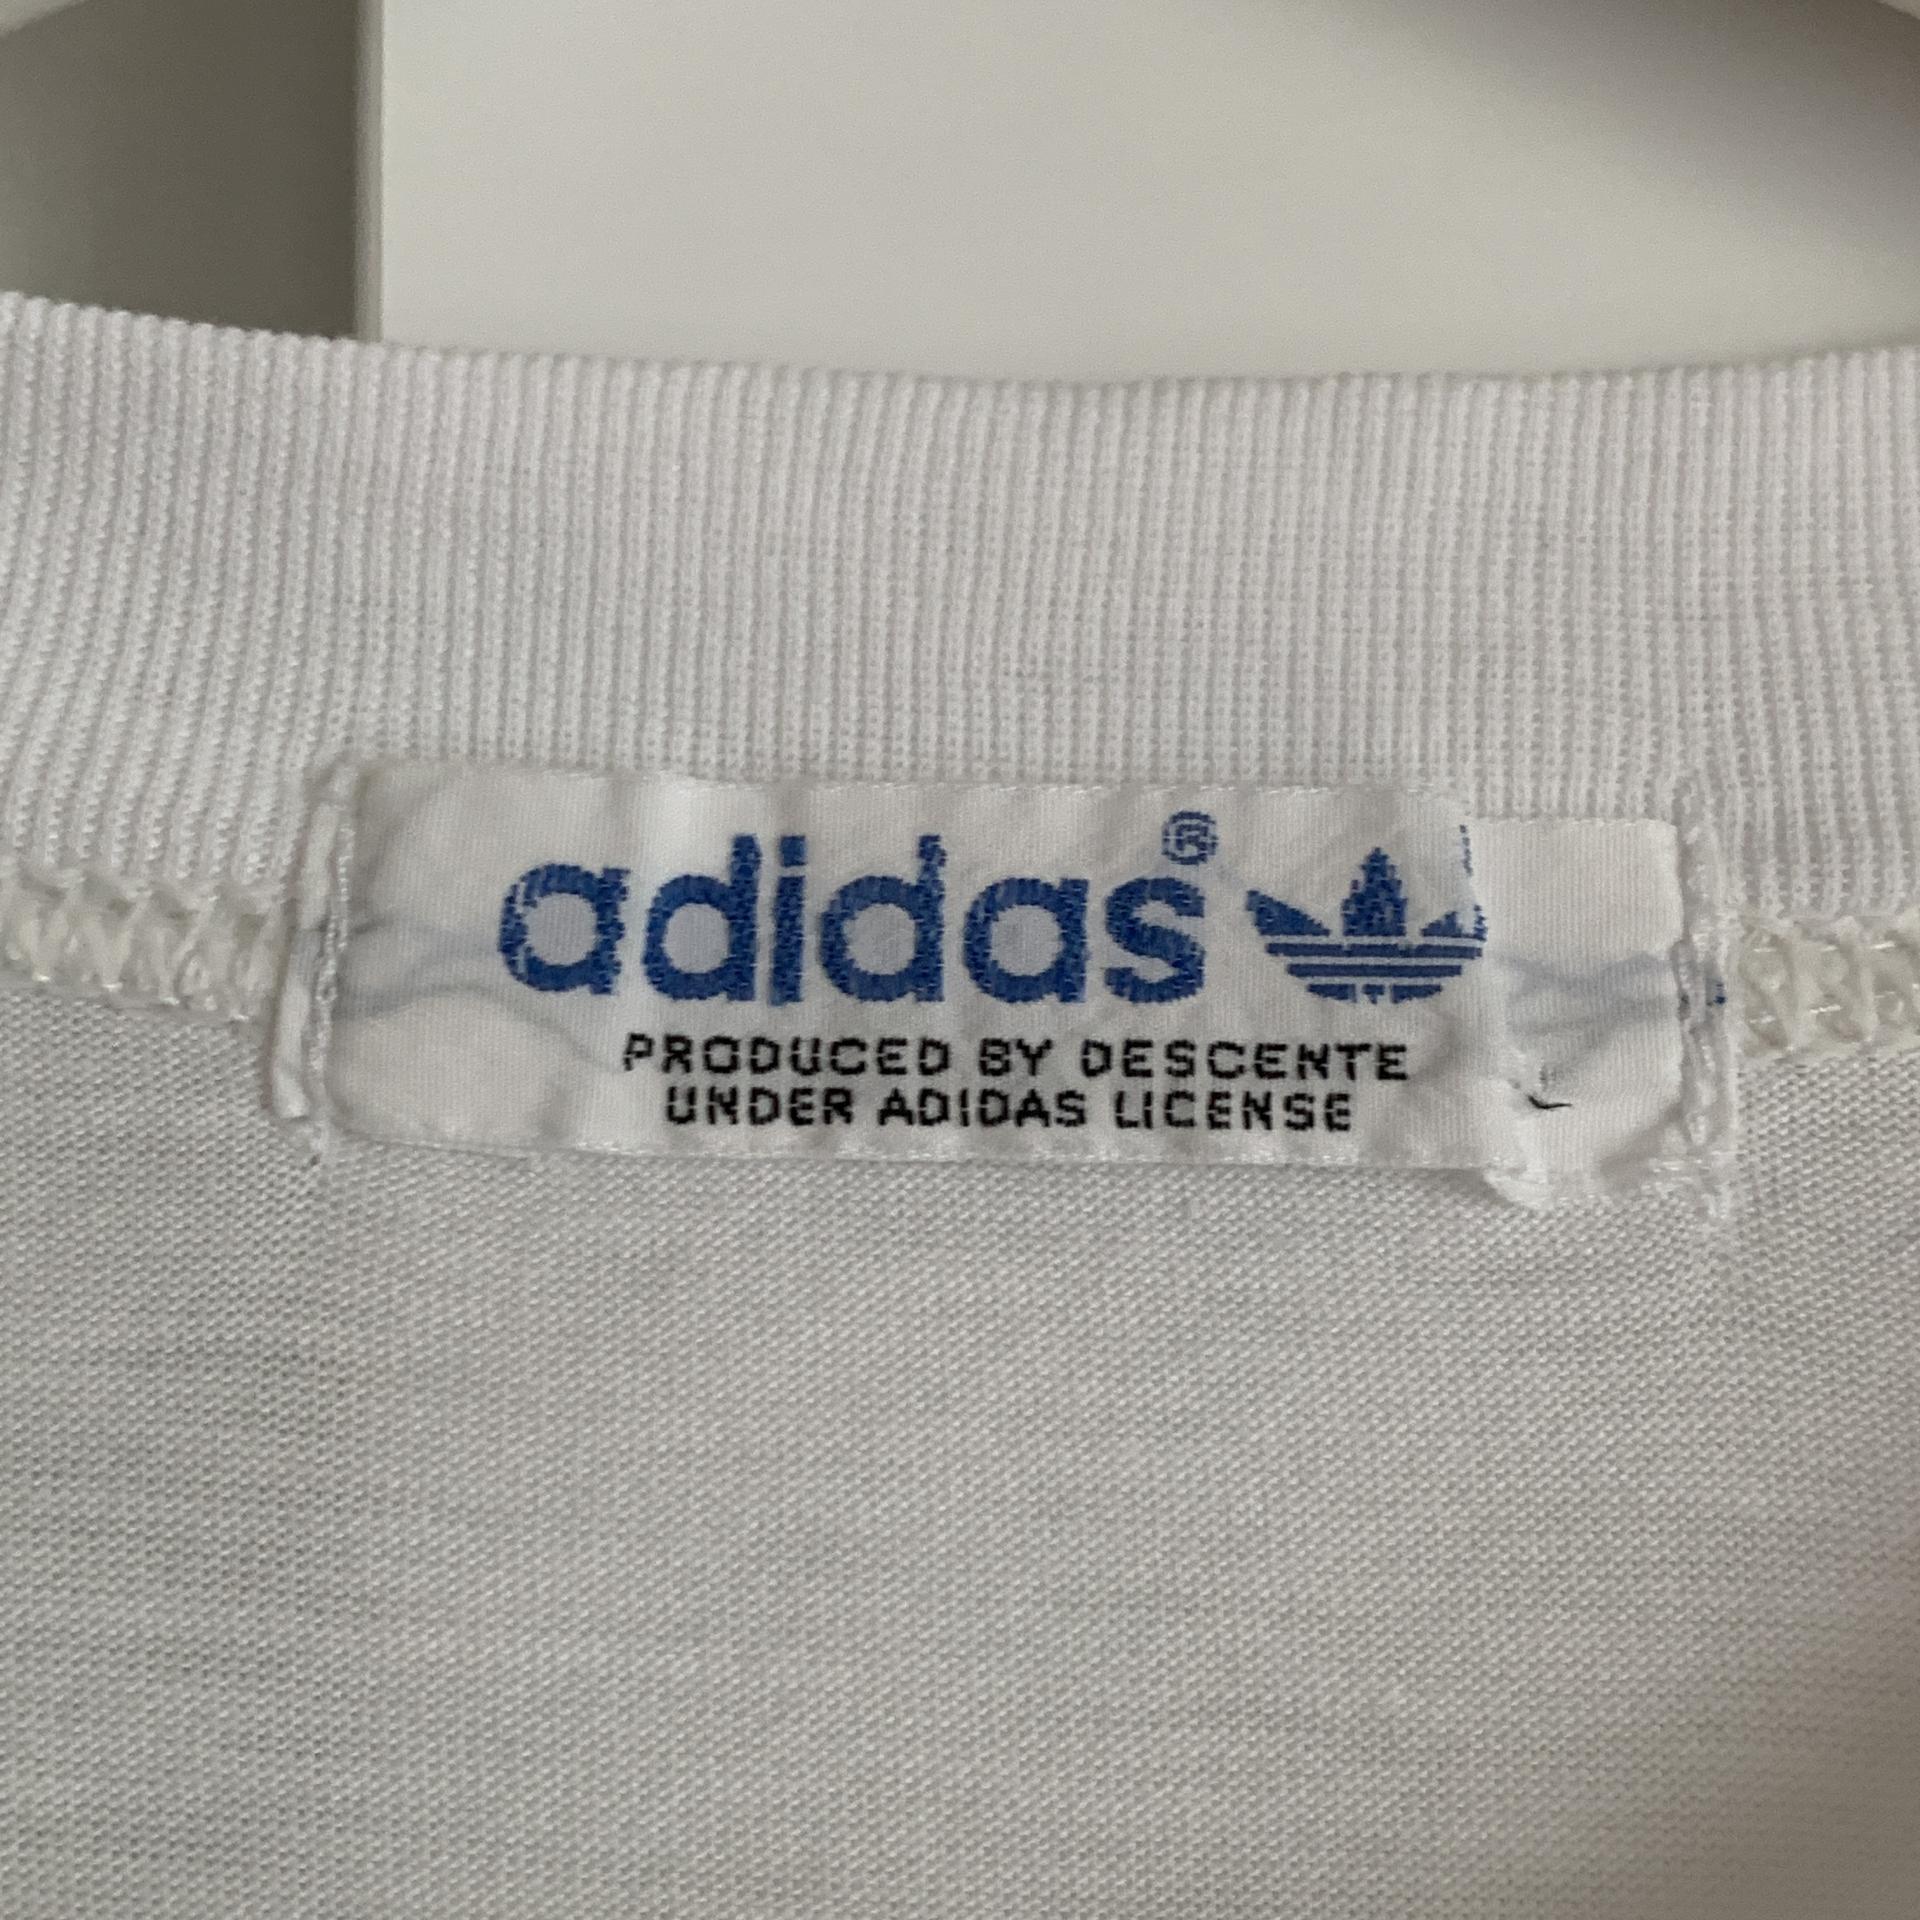 adidas®
PRODUCED BY DESCENTE
UNDER ADIDAS LICENSE